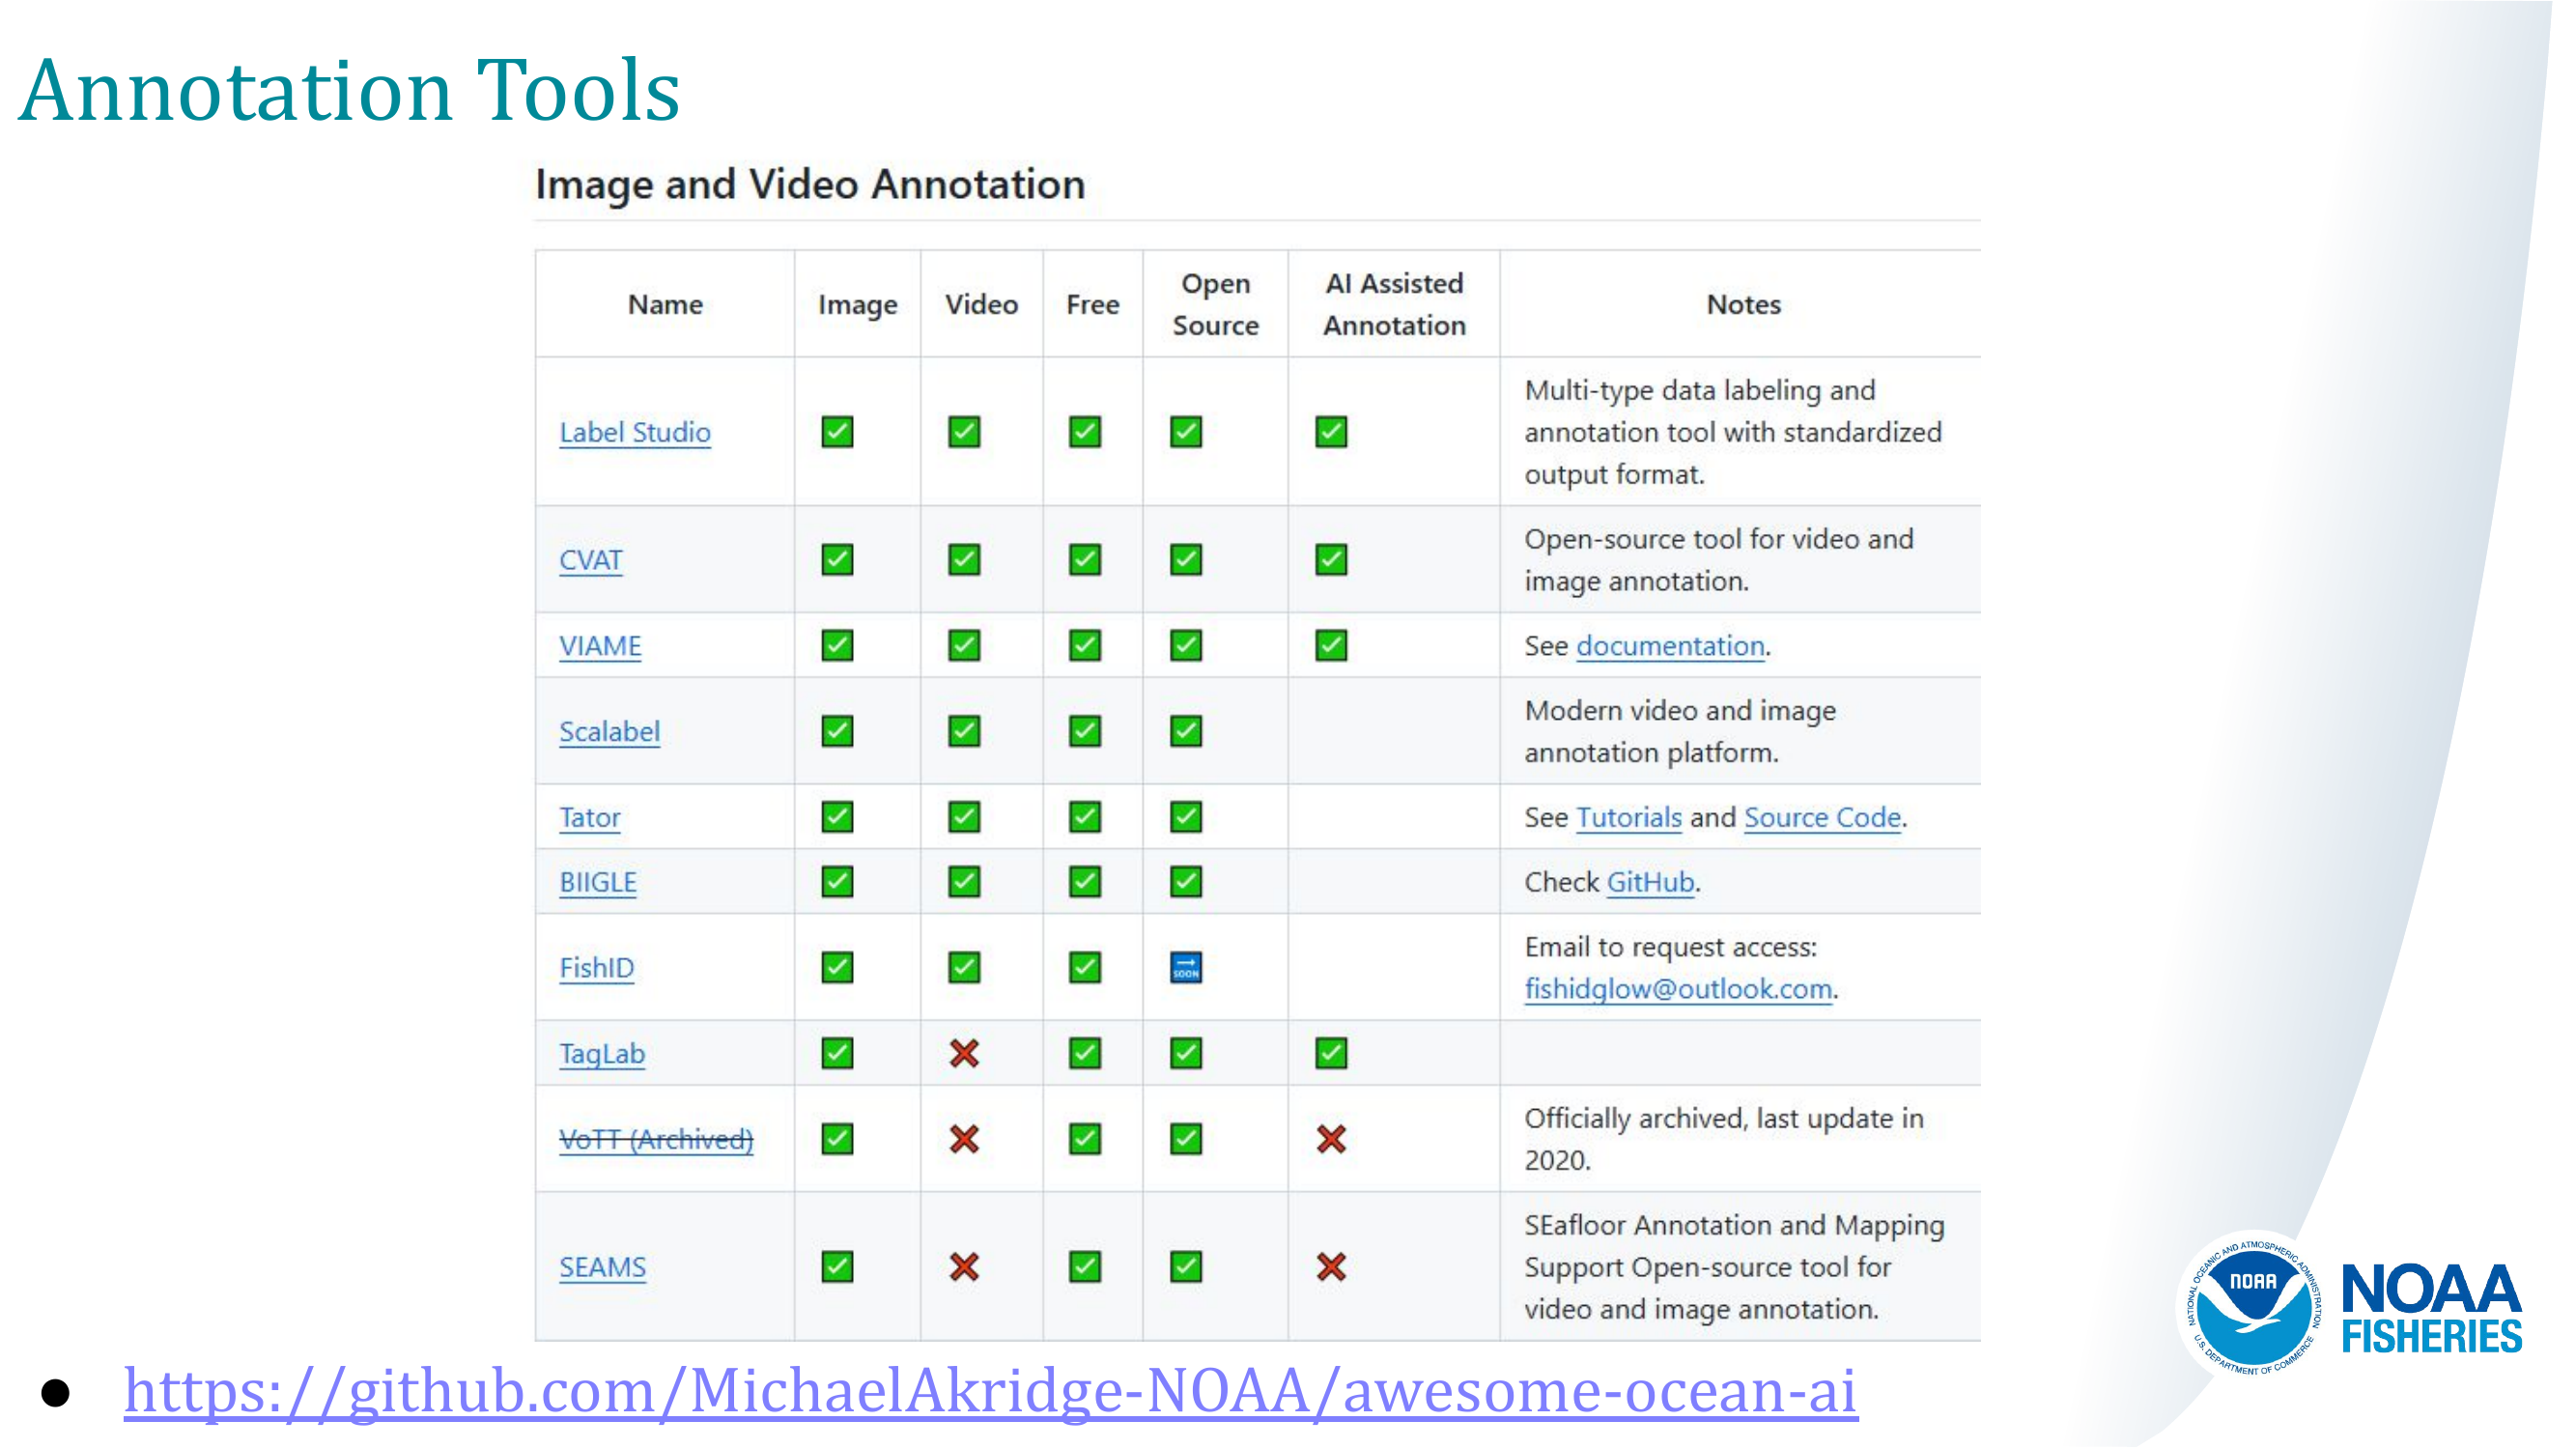 Annotation Tools
Image and Video Annotation
Name Image Video Free Open Source AI Assisted Annotation Notes
Label Studio ✅ ✅ ✅ ✅ ✅ Multi-type data labeling and
annotation tool with standardized
output format.
CVAT ✅ ✅ ✅ ✅ ✅ Open-source tool for video and
image annotation.
VIAME ✅ ✅ ✅ ✅ ✅ See documentation.
Scalabel ✅ ✅ ✅ ✅ Modern video and image
annotation platform.
Tator ✅ ✅ ✅ ✅ See Tutorials and Source Code.
BIIGLE ✅ ✅ ✅ ✅ Check GitHub.
FishID ✅ ✅ ✅ SOON Email to request access:
fishidglow@outlook.com.
TagLab ✅ ❌ ✅ ✅ ✅
VoTT (Archived) ✅ ❌ ✅ ✅ ❌ Officially archived, last update in
2020.
SEAMS ✅ ❌ ✅ ✅ ❌ SEafloor Annotation and Mapping
Support Open-source tool for
video and image annotation.
• https://github.com/MichaelAkridge-NOAA/awesome-ocean-ai
NATIONAL OCEANIC AND ATMOSPHERIC ADMINISTRATION
NOAA
U.S. DEPARTMENT OF COMMERCE
NOAA
FISHERIES